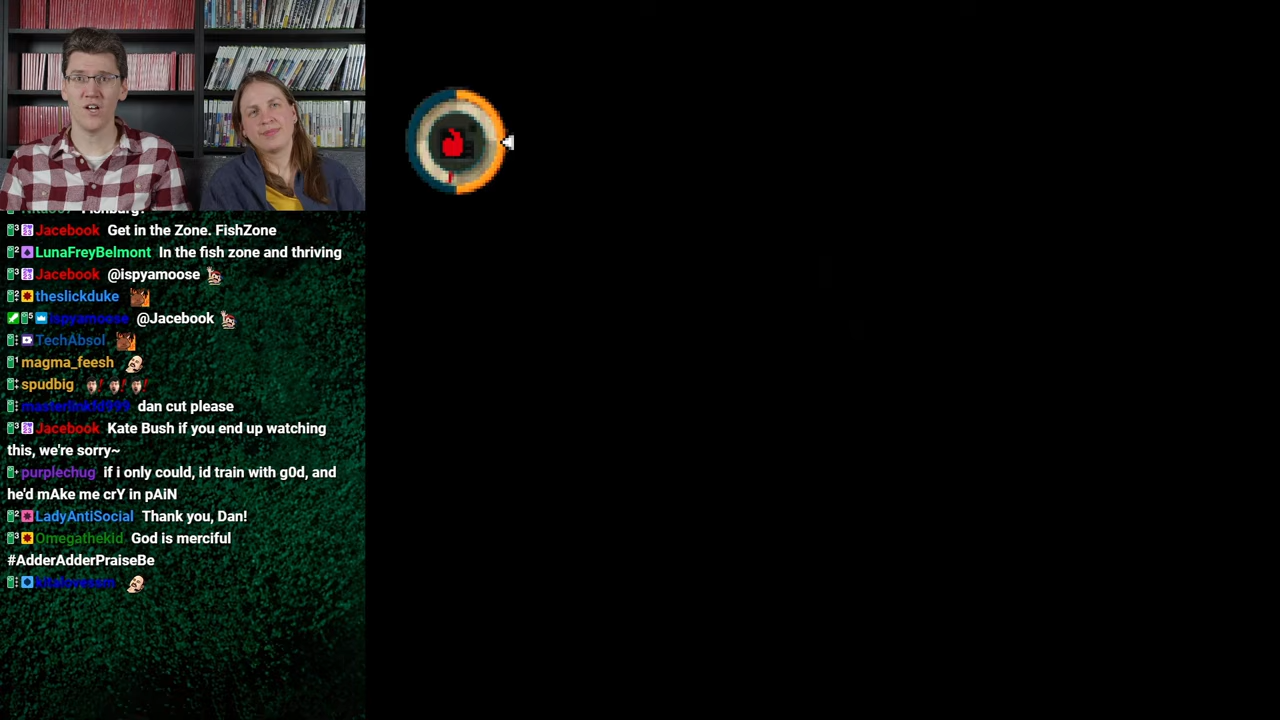 Jacebook Get in the Zone. FishZone
LunaFreyBelmont In the fish zone and thriving
Jacebook @ispyamoose
theslickduke
ispyamoose @Jacebook
TechAbsol
magma_feesh
spudbig
dan cut please
Jacebook Kate Bush if you end up watching
this, we're sorry~
purplechug if i only could, id train with g0d, and
he'd mAke me crY in pAiN
LadyAntiSocial Thank you, Dan!
Omegathekid God is merciful
#AdderAdderPraiseBe